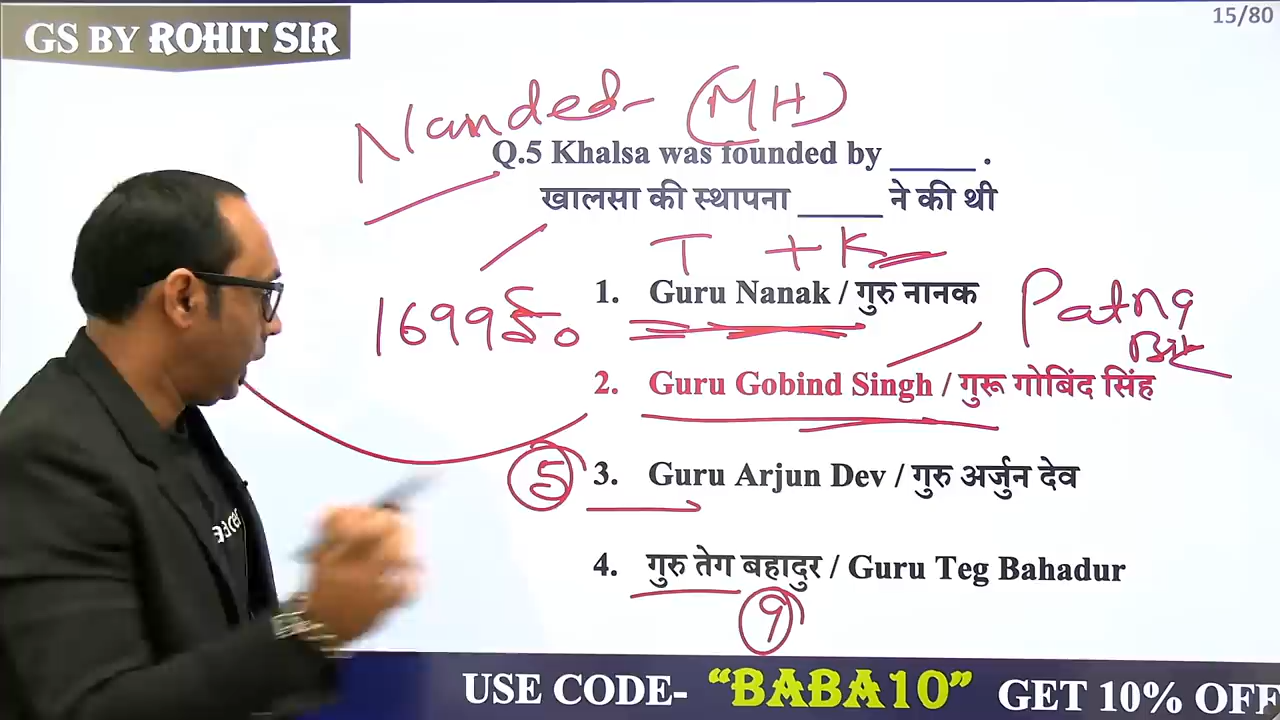 GS BY ROHIT SIR
15/80
Nanded- (MH)
Q.5 Khalsa was founded by _____ .
खालसा की स्थापना _____ ने की थी
T + K
1699 ई०
1. Guru Nanak / गुरु नानक
Patna
2. Guru Gobind Singh / गुरू गोबिंद सिंह
5
3. Guru Arjun Dev / गुरु अर्जुन देव
4. गुरु तेग बहादुर / Guru Teg Bahadur
9
USE CODE- “BABA10” GET 10% OFF